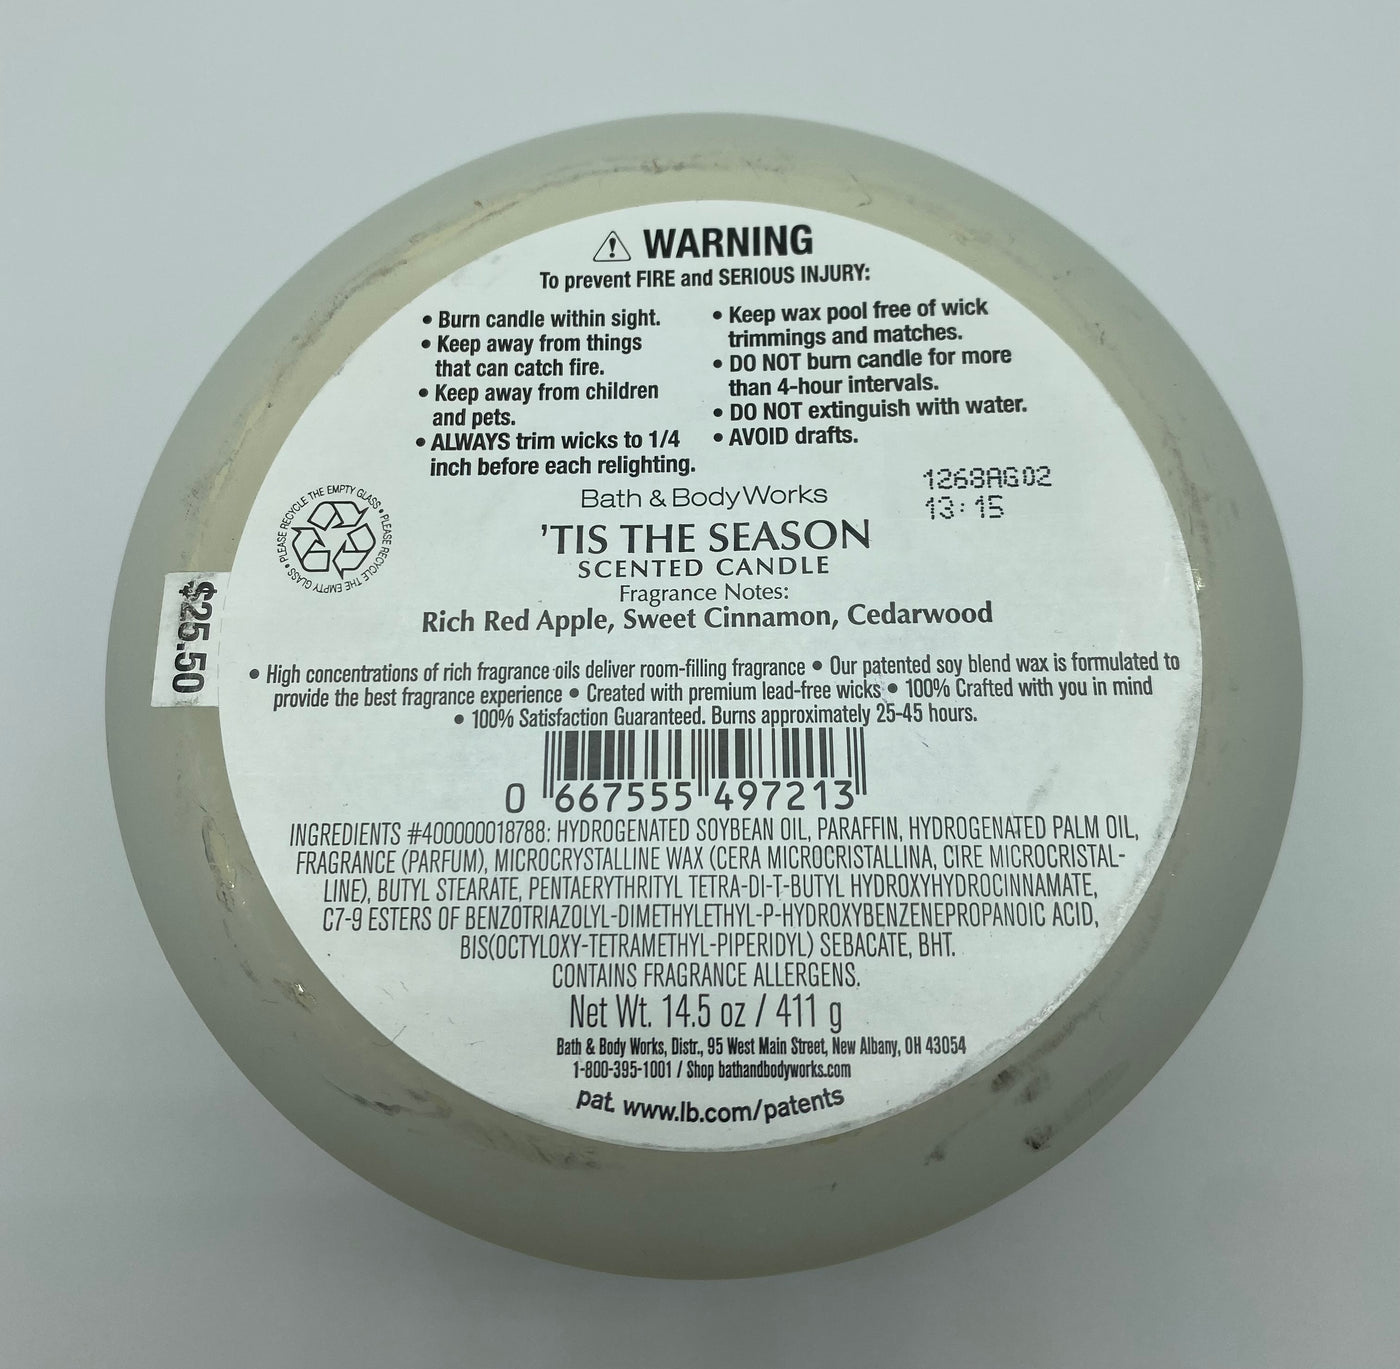 WARNING
To prevent FIRE and SERIOUS INJURY:
• Burn candle within sight.
• Keep away from things
that can catch fire.
• Keep away from children
and pets.
• ALWAYS trim wicks to 1/4
inch before each relighting.
• Keep wax pool free of wick
trimmings and matches.
• DO NOT burn candle for more
than 4-hour intervals.
• DO NOT extinguish with water.
• AVOID drafts.
1268AG02
13:15
PLEASE RECYCLE THE EMPTY GLASS • PLEASE RECYCLE THE EMPTY GLASS •
Bath & Body Works
'TIS THE SEASON
SCENTED CANDLE
Fragrance Notes:
Rich Red Apple, Sweet Cinnamon, Cedarwood
$25.50
• High concentrations of rich fragrance oils deliver room-filling fragrance • Our patented soy blend wax is formulated to
provide the best fragrance experience • Created with premium lead-free wicks • 100% Crafted with you in mind
• 100% Satisfaction Guaranteed. Burns approximately 25-45 hours.
0 667555 497213
INGREDIENTS #400000018788: HYDROGENATED SOYBEAN OIL, PARAFFIN, HYDROGENATED PALM OIL,
FRAGRANCE (PARFUM), MICROCRYSTALLINE WAX (CERA MICROCRISTALLINA, CIRE MICROCRISTAL-
LINE), BUTYL STEARATE, PENTAERYTHRITYL TETRA-DI-T-BUTYL HYDROXYHYDROCINNAMATE,
C7-9 ESTERS OF BENZOTRIAZOLYL-DIMETHYLETHYL-P-HYDROXYBENZENEPROPANOIC ACID,
BIS(OCTYLOXY-TETRAMETHYL-PIPERIDYL) SEBACATE, BHT.
CONTAINS FRAGRANCE ALLERGENS.
Net Wt. 14.5 oz / 411 g
Bath & Body Works, Distr., 95 West Main Street, New Albany, OH 43054
1-800-395-1001 / Shop bathandbodyworks.com
pat. www.lb.com/patents